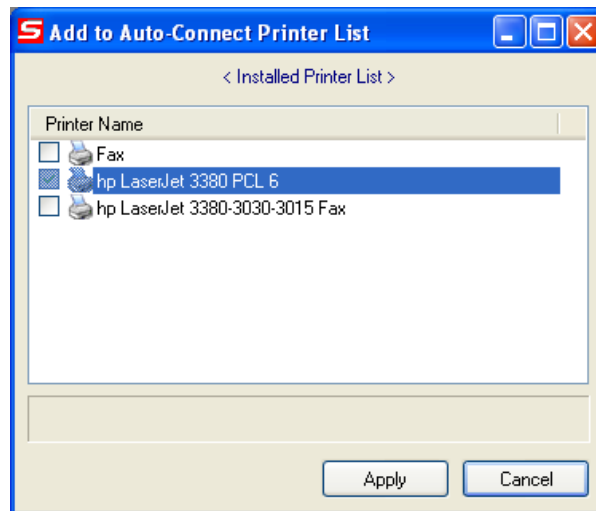 S Add to Auto-Connect Printer List
< Installed Printer List >
Printer Name
Fax
hp LaserJet 3380 PCL 6
hp LaserJet 3380-3030-3015 Fax
Apply Cancel